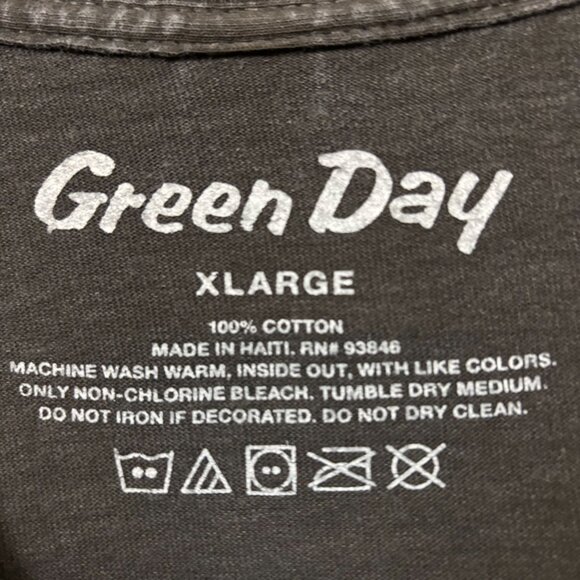 Green Day
XLARGE
100% COTTON
MADE IN HAITI. RN# 93846
MACHINE WASH WARM, INSIDE OUT, WITH LIKE COLORS.
ONLY NON-CHLORINE BLEACH. TUMBLE DRY MEDIUM.
DO NOT IRON IF DECORATED. DO NOT DRY CLEAN.